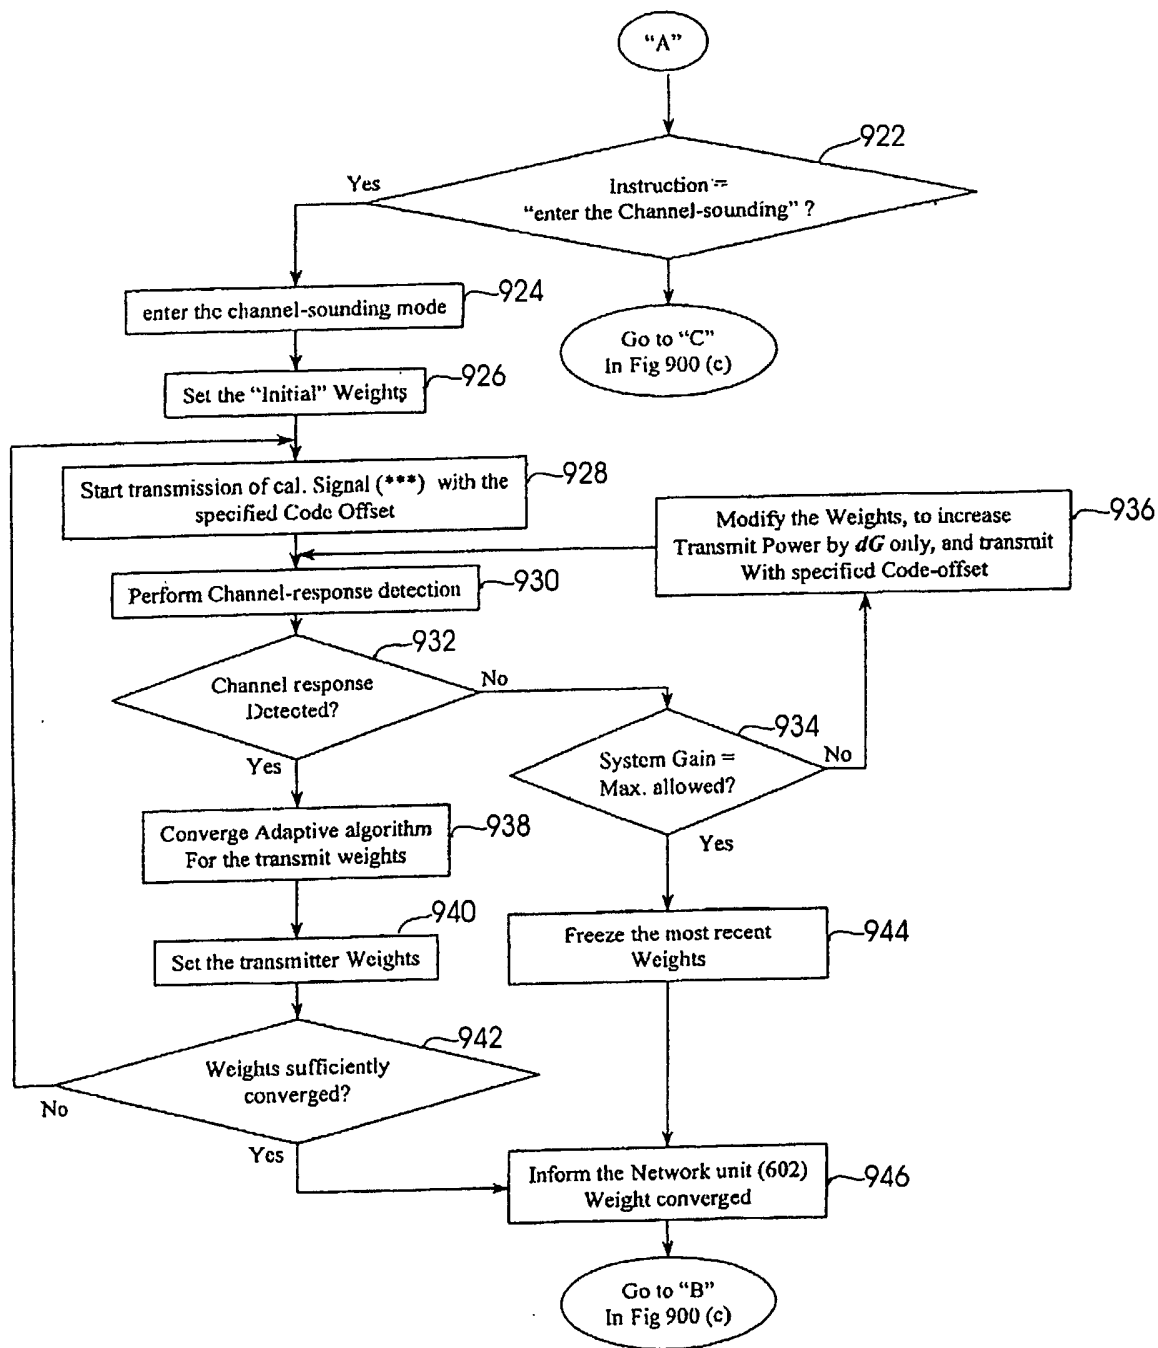 “A”
922
Instruction =
“enter the Channel-sounding” ?
Yes
924
enter the channel-sounding mode
Go to “C”
In Fig 900 (c)
926
Set the “Initial” Weights
928
Start transmission of cal. Signal (***) with the
specified Code Offset
936
Modify the Weights, to increase
Transmit Power by dG only, and transmit
With specified Code-offset
930
Perform Channel-response detection
932
Channel response
Detected?
No
Yes
934
System Gain =
Max. allowed?
No
Yes
938
Converge Adaptive algorithm
For the transmit weights
940
Set the transmitter Weights
944
Freeze the most recent
Weights
942
Weights sufficiently
converged?
No
Yes
946
Inform the Network unit (602)
Weight converged
Go to “B”
In Fig 900 (c)